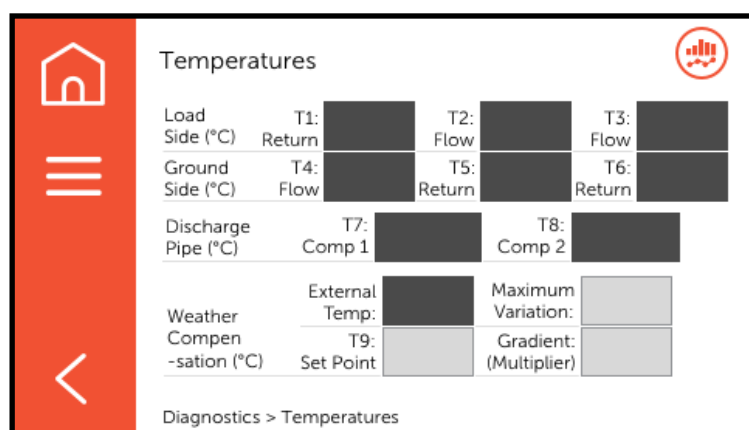 Temperatures
Load T1: T2: T3:
Side (°C) Return Flow Flow
Ground T4: T5: T6:
Side (°C) Flow Return Return
Discharge T7: T8:
Pipe (°C) Comp 1 Comp 2
External Maximum
Weather Temp: Variation:
Compen T9: Gradient:
-sation (°C) Set Point (Multiplier)
Diagnostics > Temperatures